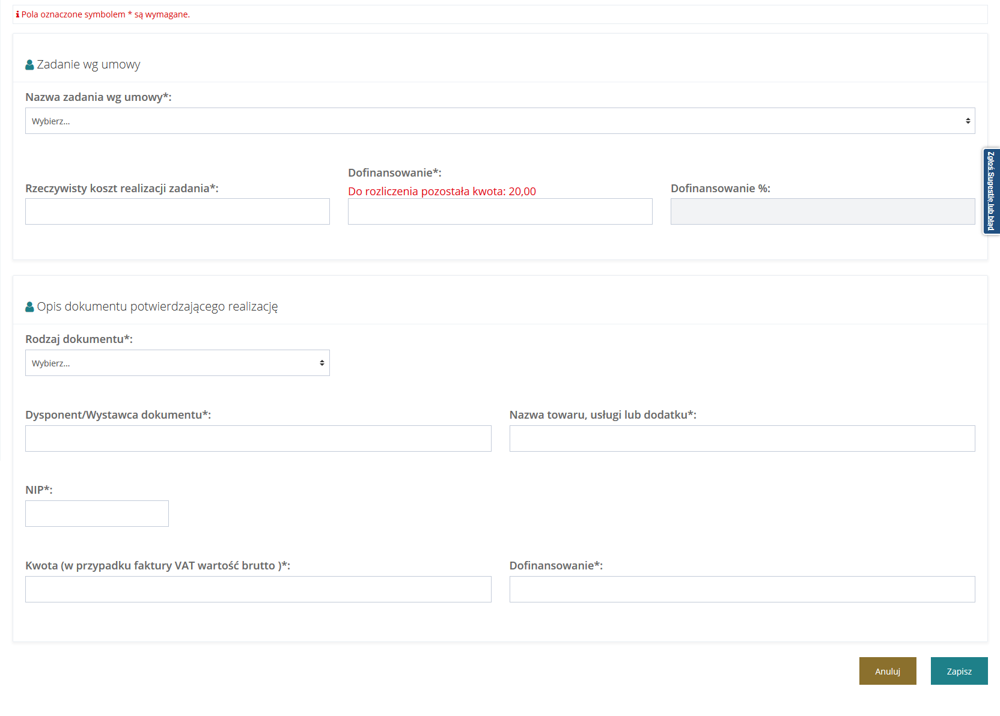 Pola oznaczone symbolem * są wymagane.
Zadanie wg umowy
Nazwa zadania wg umowy*:
Wybierz...
Rzeczywisty koszt realizacji zadania*:
Dofinansowanie*:
Do rozliczenia pozostała kwota: 20,00
Dofinansowanie %:
Zgłoś Sugestię lub błąd
Opis dokumentu potwierdzającego realizację
Rodzaj dokumentu*:
Wybierz...
Dysponent/Wystawca dokumentu*:
Nazwa towaru, usługi lub dodatku*:
NIP*:
Kwota (w przypadku faktury VAT wartość brutto )*:
Dofinansowanie*:
Anuluj
Zapisz